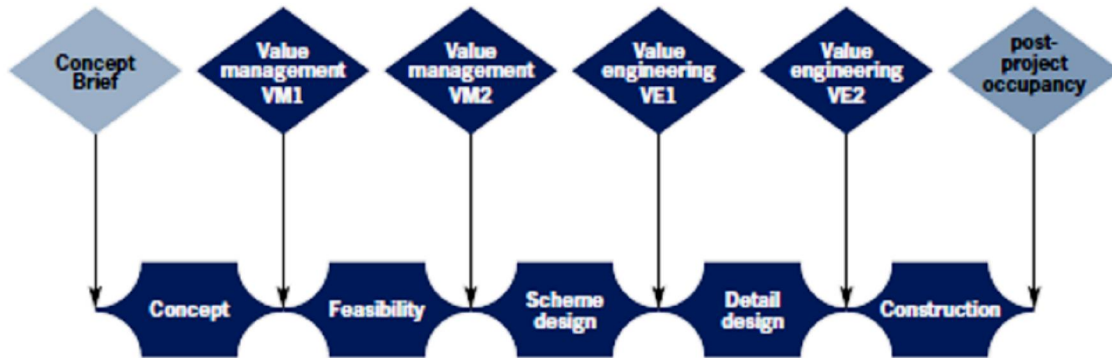 Concept
Brief
Value
management
VM1
Value
management
VM2
Value
engineering
VE1
Value
engineering
VE2
post-
project
occupancy
Concept
Feasibility
Scheme
design
Detail
design
Construction